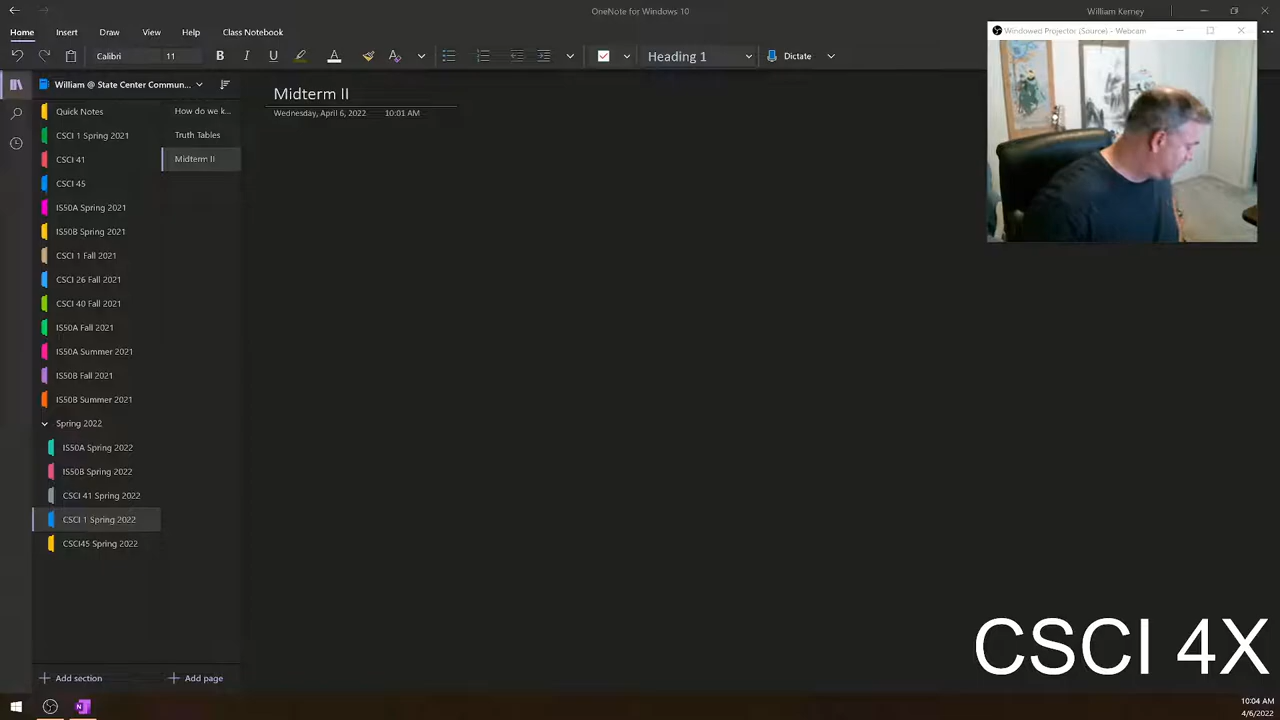 OneNote for Windows 10
William Kerney
Home Insert Draw View Help Class Notebook
Calibri 11 B I U A Heading 1 Dictate
Windowed Projector (Source) - Webcam
William @ State Center Commun...
Quick Notes
CSCI 1 Spring 2021
CSCI 41
CSCI 45
IS50A Spring 2021
IS50B Spring 2021
CSCI 1 Fall 2021
CSCI 26 Fall 2021
CSCI 40 Fall 2021
IS50A Fall 2021
IS50A Summer 2021
IS50B Fall 2021
IS50B Summer 2021
Spring 2022
IS50A Spring 2022
IS50B Spring 2022
CSCI 41 Spring 2022
CSCI 1 Spring 2022
CSCI45 Spring 2022
Add section
How do we k...
Truth Tables
Midterm II
Add page
Midterm II
Wednesday, April 6, 2022 10:01 AM
CSCI 4X
10:04 AM
4/6/2022